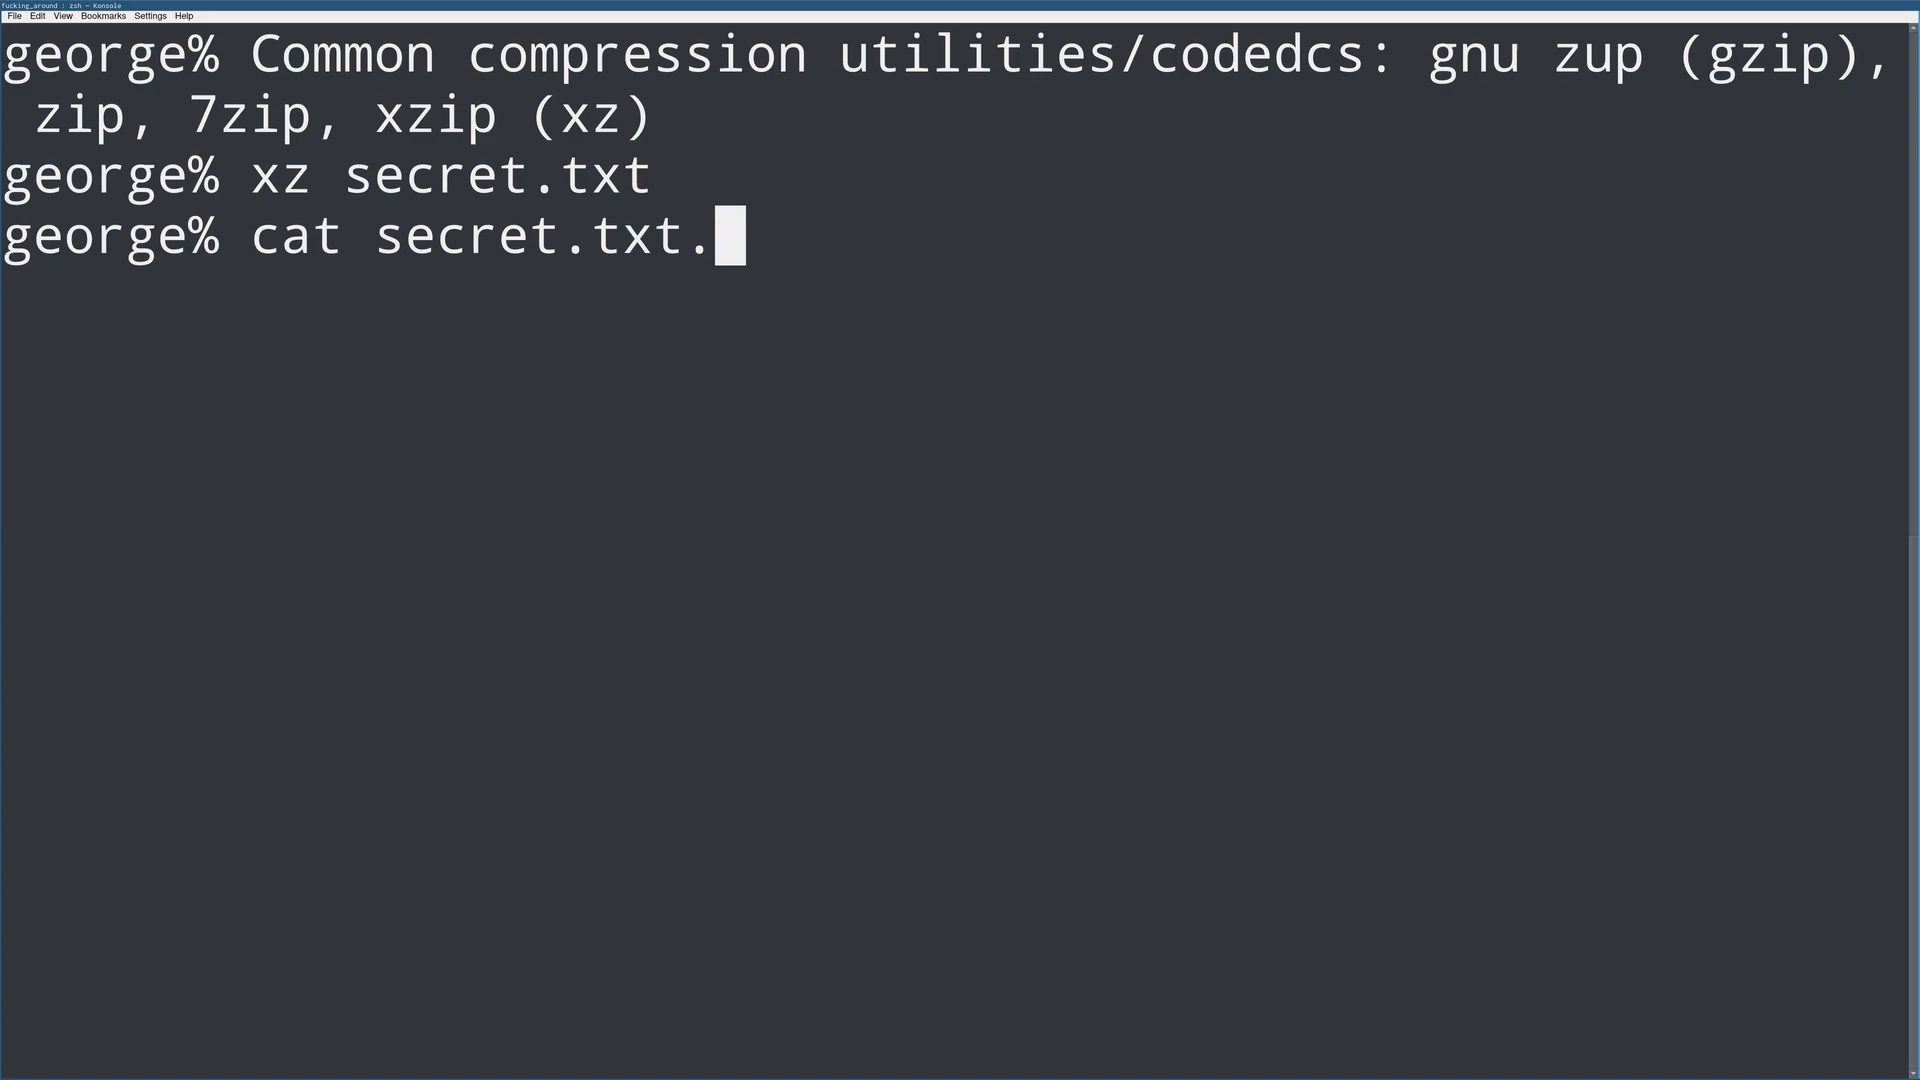 fucking_around : zsh — Konsole
File Edit View Bookmarks Settings Help
george% Common compression utilities/codedcs: gnu zup (gzip),
zip, 7zip, xzip (xz)
george% xz secret.txt
george% cat secret.txt.